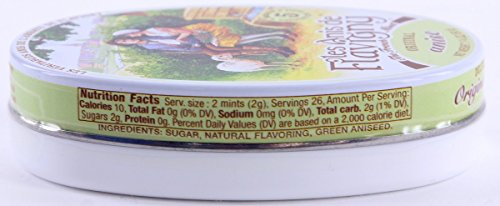 5
Les Anis de
Flavigny
ORIGINAL
anise
Nutrition Facts Serv. size: 2 mints (2g), Servings 26, Amount Per Serving:
Calories 10, Total Fat 0g (0% DV), Sodium 0mg (0% DV), Total carb. 2g (1% DV),
Sugars 2g, Protein 0g. Percent Daily Values (DV) are based on a 2,000 calorie diet.
INGREDIENTS: SUGAR, NATURAL FLAVORING, GREEN ANISEED.